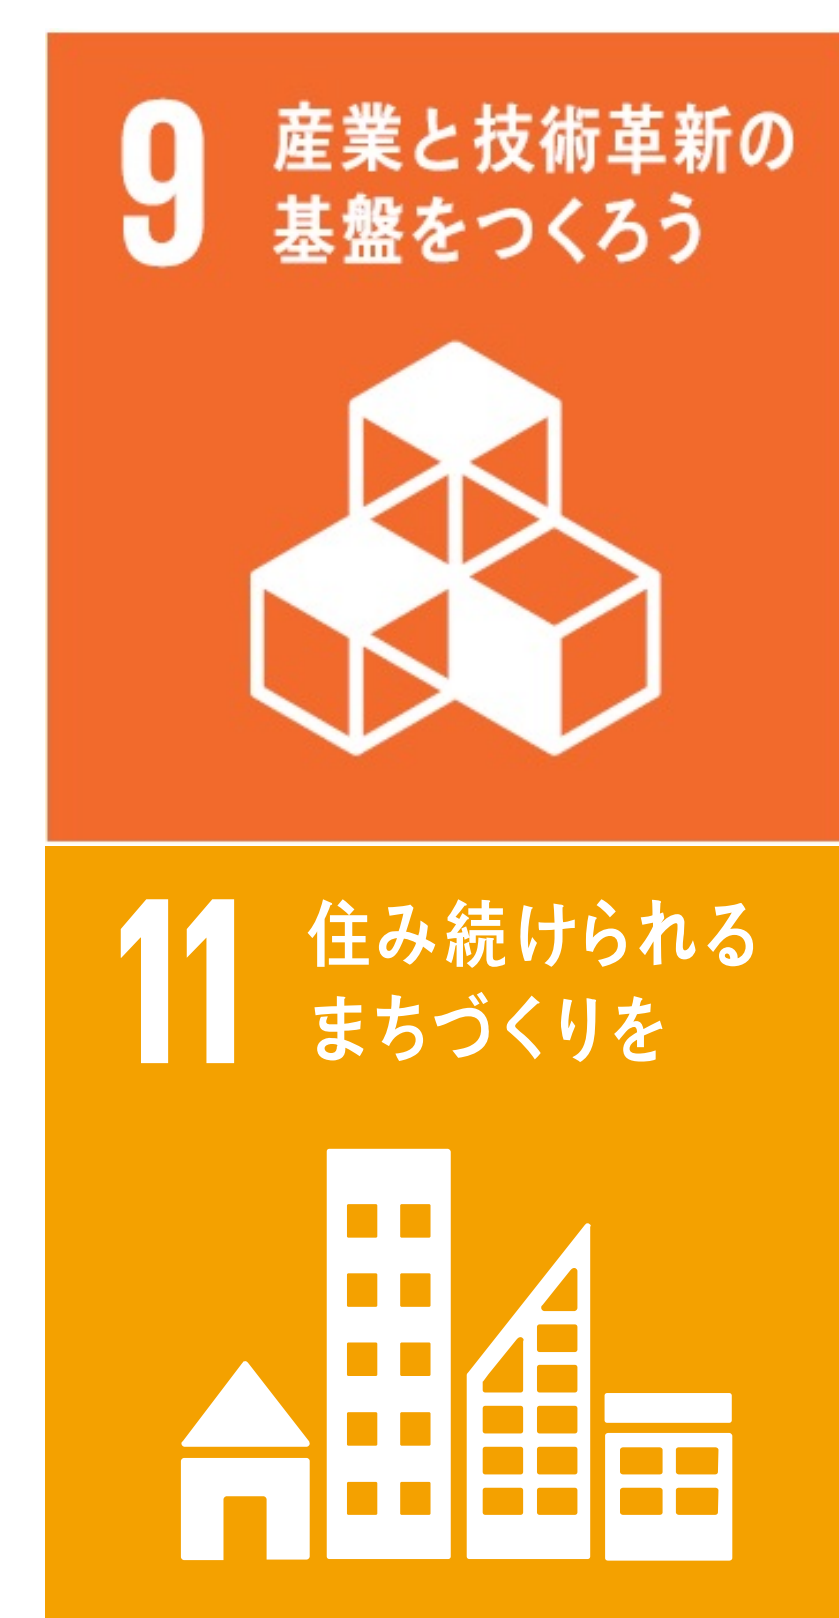 9
産業と技術革新の
基盤をつくろう
11
住み続けられる
まちづくりを